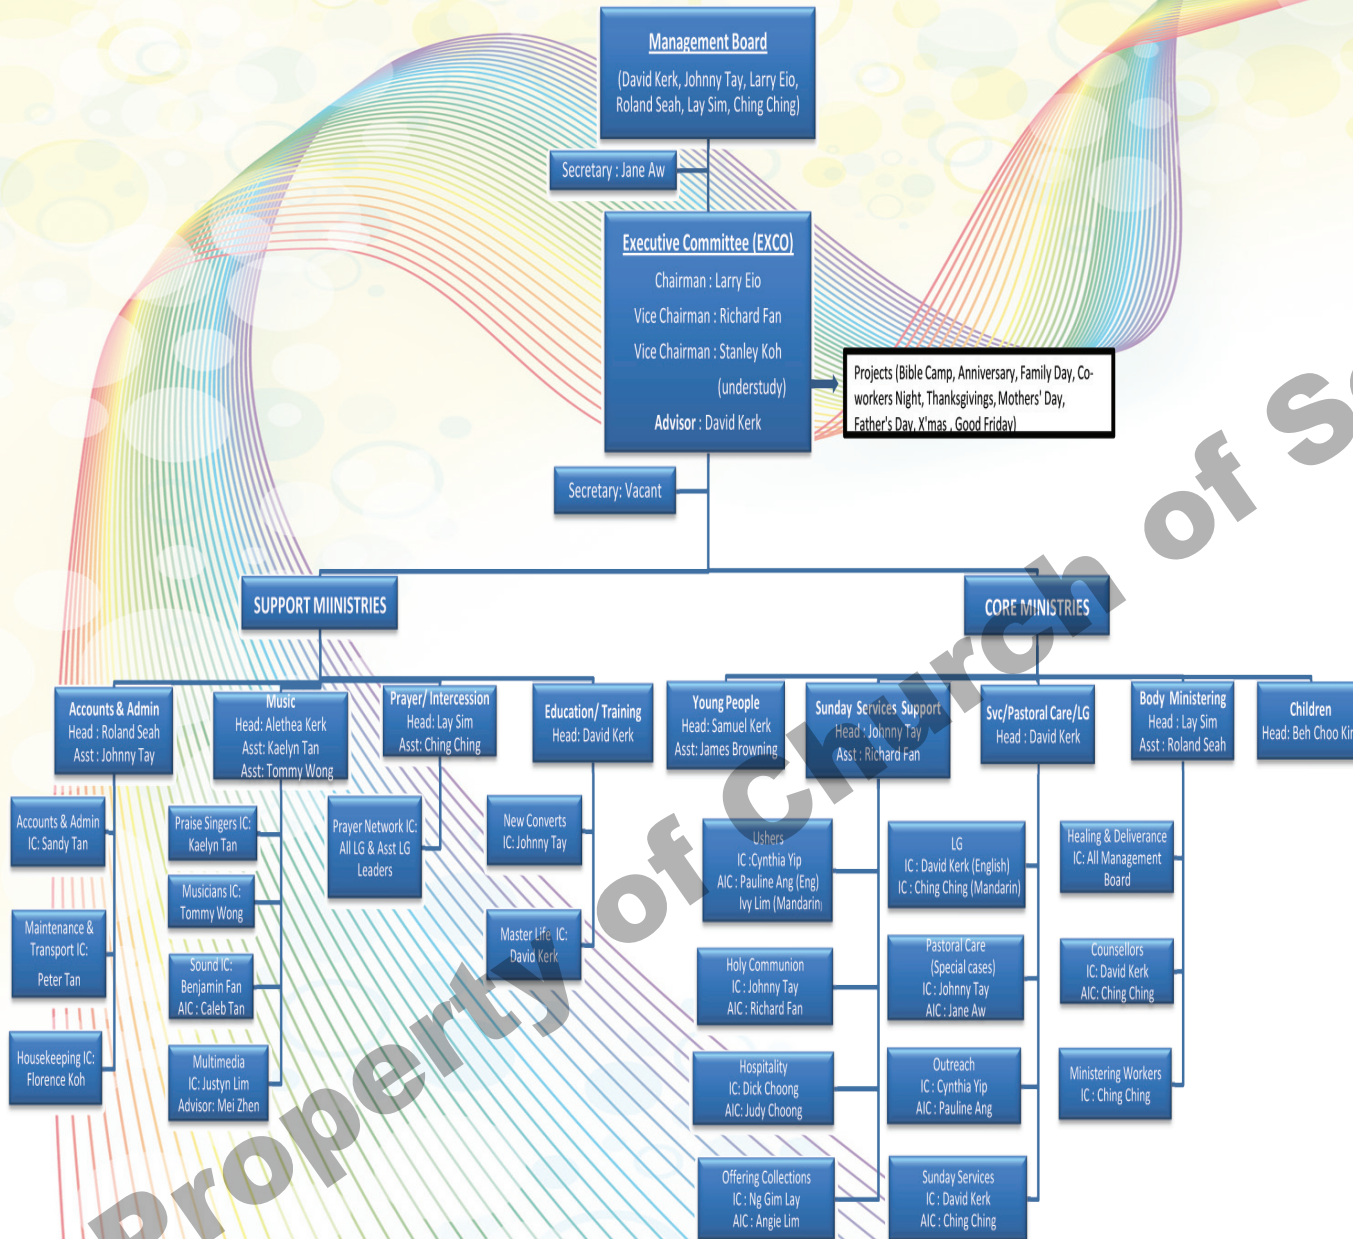 Management Board
(David Kerk, Johnny Tay, Larry Eio,
Roland Seah, Lay Sim, Ching Ching)
Secretary : Jane Aw
Executive Committee (EXCO)
Chairman : Larry Eio
Vice Chairman : Richard Fan
Vice Chairman : Stanley Koh
(understudy)
Advisor : David Kerk
Projects (Bible Camp, Anniversary, Family Day, Co-
workers Night, Thanksgivings, Mothers' Day,
Father's Day, X'mas , Good Friday)
Secretary: Vacant
SUPPORT MIINISTRIES
CORE MINISTRIES
Accounts & Admin
Head : Roland Seah
Asst : Johnny Tay
Music
Head: Alethea Kerk
Asst: Kaelyn Tan
Asst: Tommy Wong
Prayer/ Intercession
Head: Lay Sim
Asst: Ching Ching
Education/ Training
Head: David Kerk
Young People
Head: Samuel Kerk
Asst: James Browning
Sunday Services Support
Head : Johnny Tay
Asst : Richard Fan
Svc/Pastoral Care/LG
Head : David Kerk
Body Ministering
Head : Lay Sim
Asst : Roland Seah
Children
Head: Beh Choo Kin
Accounts & Admin
IC: Sandy Tan
Maintenance &
Transport IC:
Peter Tan
Housekeeping IC:
Florence Koh
Praise Singers IC:
Kaelyn Tan
Musicians IC:
Tommy Wong
Sound IC:
Benjamin Fan
AIC : Caleb Tan
Multimedia
IC: Justyn Lim
Advisor: Mei Zhen
Prayer Network IC:
All LG & Asst LG
Leaders
New Converts
IC: Johnny Tay
Master Life IC:
David Kerk
Ushers
IC :Cynthia Yip
AIC : Pauline Ang (Eng)
Ivy Lim (Mandarin)
Holy Communion
IC : Johnny Tay
AIC : Richard Fan
Hospitality
IC: Dick Choong
AIC: Judy Choong
Offering Collections
IC : Ng Gim Lay
AIC : Angie Lim
LG
IC : David Kerk (English)
IC : Ching Ching (Mandarin)
Pastoral Care
(Special cases)
IC : Johnny Tay
AIC : Jane Aw
Outreach
IC : Cynthia Yip
AIC : Pauline Ang
Sunday Services
IC : David Kerk
AIC : Ching Ching
Healing & Deliverance
IC: All Management
Board
Counsellors
IC: David Kerk
AIC: Ching Ching
Ministering Workers
IC : Ching Ching
Property of Church of